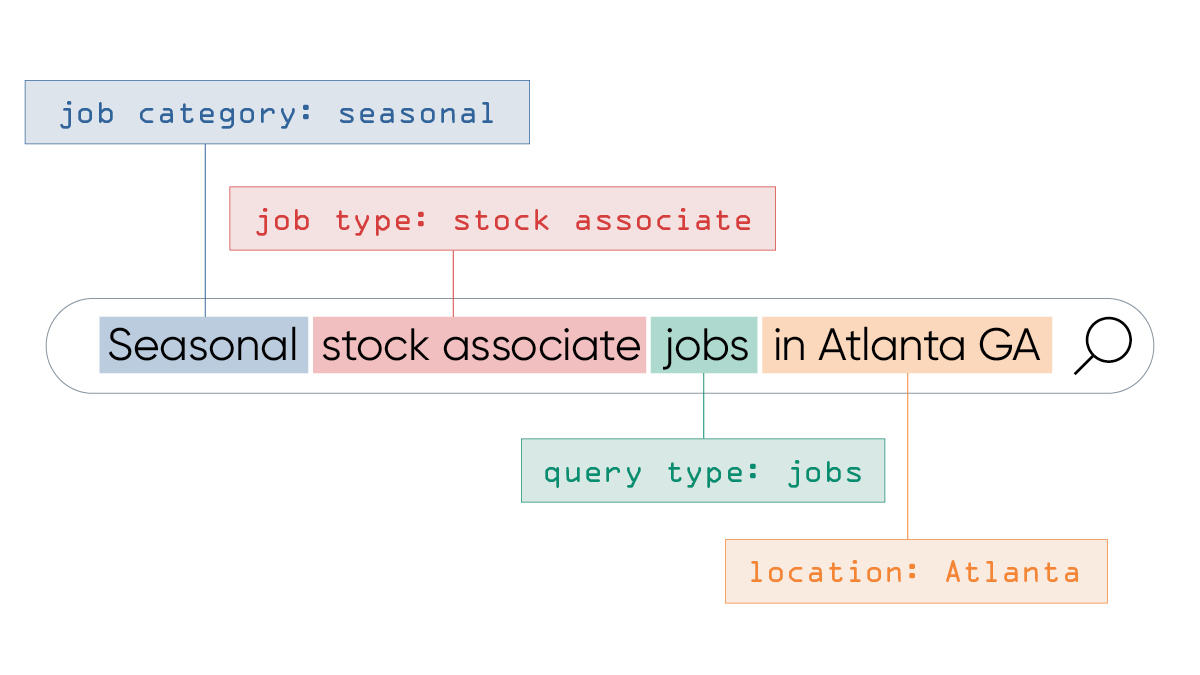 job category: seasonal
job type: stock associate
Seasonal stock associate jobs in Atlanta GA
query type: jobs
location: Atlanta